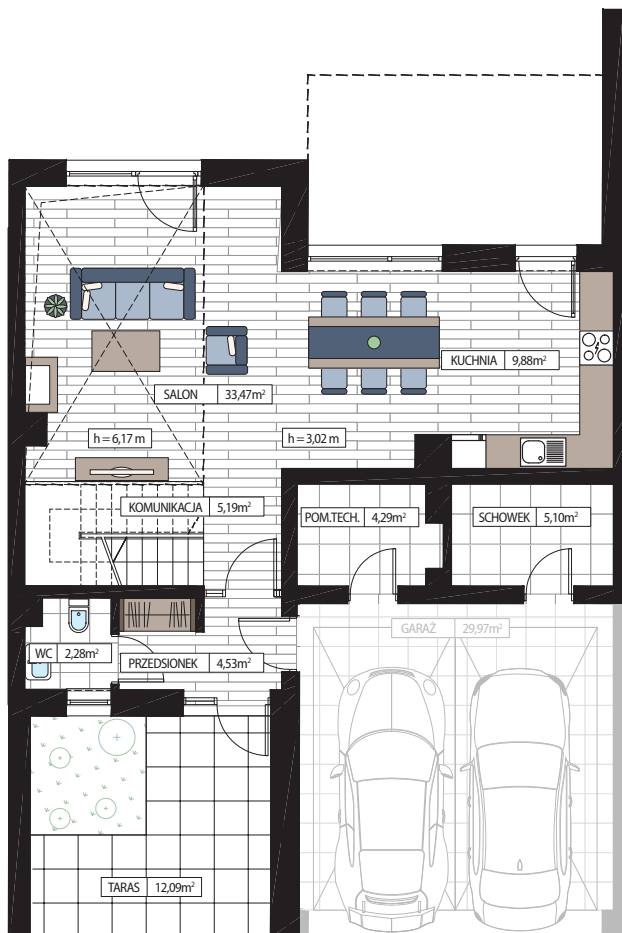 KUCHNIA 9,88m²
SALON 33,47m²
h = 6,17 m
h = 3,02 m
KOMUNIKACJA 5,19m²
POM.TECH. 4,29m²
SCHOWEK 5,10m²
GARAŻ 29,97m²
WC 2,28m²
PRZEDSIONEK 4,53m²
TARAS 12,09m²